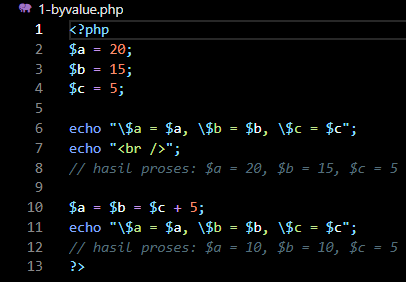 1-byvalue.php
1 <?php
2 $a = 20;
3 $b = 15;
4 $c = 5;
5
6 echo "\$a = $a, \$b = $b, \$c = $c";
7 echo "<br />";
8 // hasil proses: $a = 20, $b = 15, $c = 5
9
10 $a = $b = $c + 5;
11 echo "\$a = $a, \$b = $b, \$c = $c";
12 // hasil proses: $a = 10, $b = 10, $c = 5
13 ?>